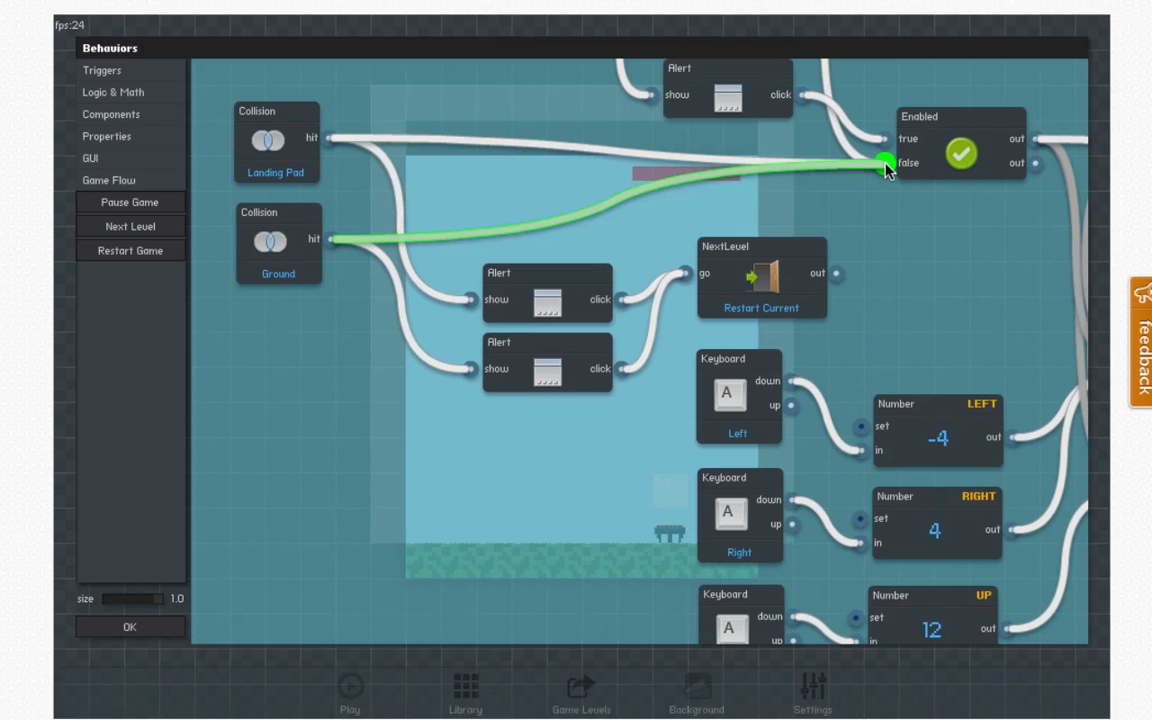 fps:24
Behaviors
Triggers
Logic & Math
Components
Properties
GUI
Game Flow
Pause Game
Next Level
Restart Game
size 1.0
OK
Collision
hit
Landing Pad
Collision
hit
Ground
Alert
show click
Enabled
true out
false out
Alert
show click
Alert
show click
NextLevel
go out
Restart Current
Keyboard
down
A
up
Left
Number LEFT
set
-4 out
in
Keyboard
down
A
up
Right
Number RIGHT
set
4 out
in
Keyboard
down
A
up
Number UP
set
12 out
in
Play
Library
Game Levels
Background
Settings
feedback